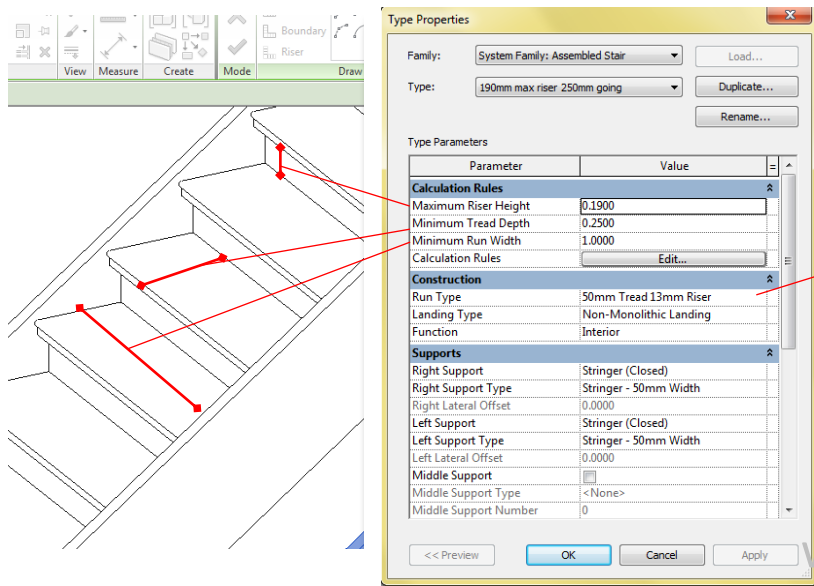 Boundary
Riser
View
Measure
Create
Mode
Draw
Type Properties
Family: System Family: Assembled Stair Load...
Type: 190mm max riser 250mm going Duplicate...
Rename...
Type Parameters
Parameter Value =
Calculation Rules
Maximum Riser Height 0.1900
Minimum Tread Depth 0.2500
Minimum Run Width 1.0000
Calculation Rules Edit...
Construction
Run Type 50mm Tread 13mm Riser
Landing Type Non-Monolithic Landing
Function Interior
Supports
Right Support Stringer (Closed)
Right Support Type Stringer - 50mm Width
Right Lateral Offset 0.0000
Left Support Stringer (Closed)
Left Support Type Stringer - 50mm Width
Left Lateral Offset 0.0000
Middle Support
Middle Support Type <None>
Middle Support Number 0
<< Preview OK Cancel Apply